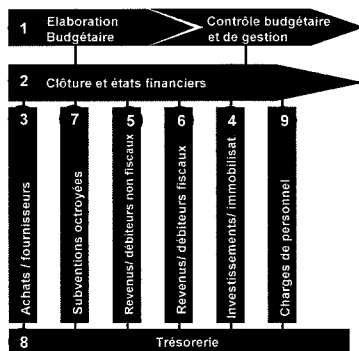 1 Elaboration
Budgétaire
Contrôle budgétaire
et de gestion
2 Clôture et états financiers
3 Achats / fournisseurs
7 Subventions octroyées
5 Revenus/ débiteurs non fiscaux
6 Revenus/ débiteurs fiscaux
4 Investissements/ immobilisat.
9 Charges de personnel
8 Trésorerie